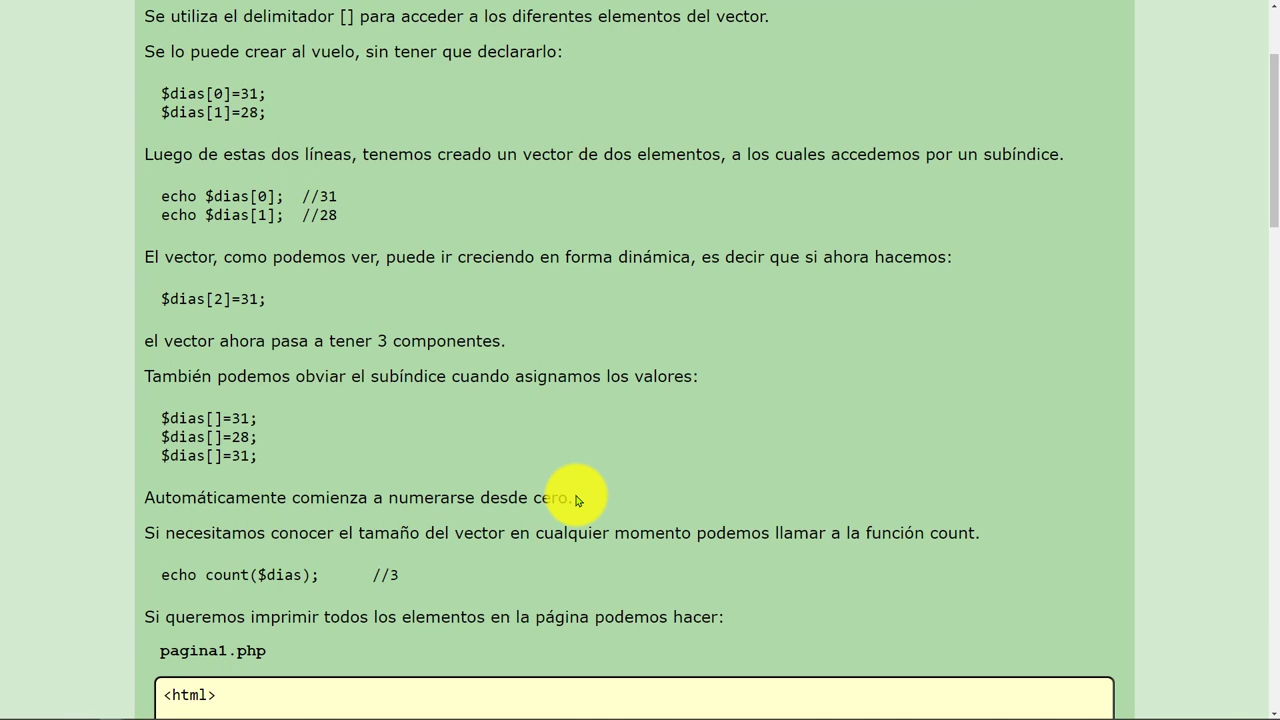 Se utiliza el delimitador [] para acceder a los diferentes elementos del vector.
Se lo puede crear al vuelo, sin tener que declararlo:
$dias[0]=31;
$dias[1]=28;
Luego de estas dos líneas, tenemos creado un vector de dos elementos, a los cuales accedemos por un subíndice.
echo $dias[0];  //31
echo $dias[1];  //28
El vector, como podemos ver, puede ir creciendo en forma dinámica, es decir que si ahora hacemos:
$dias[2]=31;
el vector ahora pasa a tener 3 componentes.
También podemos obviar el subíndice cuando asignamos los valores:
$dias[]=31;
$dias[]=28;
$dias[]=31;
Automáticamente comienza a numerarse desde cero.
Si necesitamos conocer el tamaño del vector en cualquier momento podemos llamar a la función count.
echo count($dias);      //3
Si queremos imprimir todos los elementos en la página podemos hacer:
pagina1.php
<html>